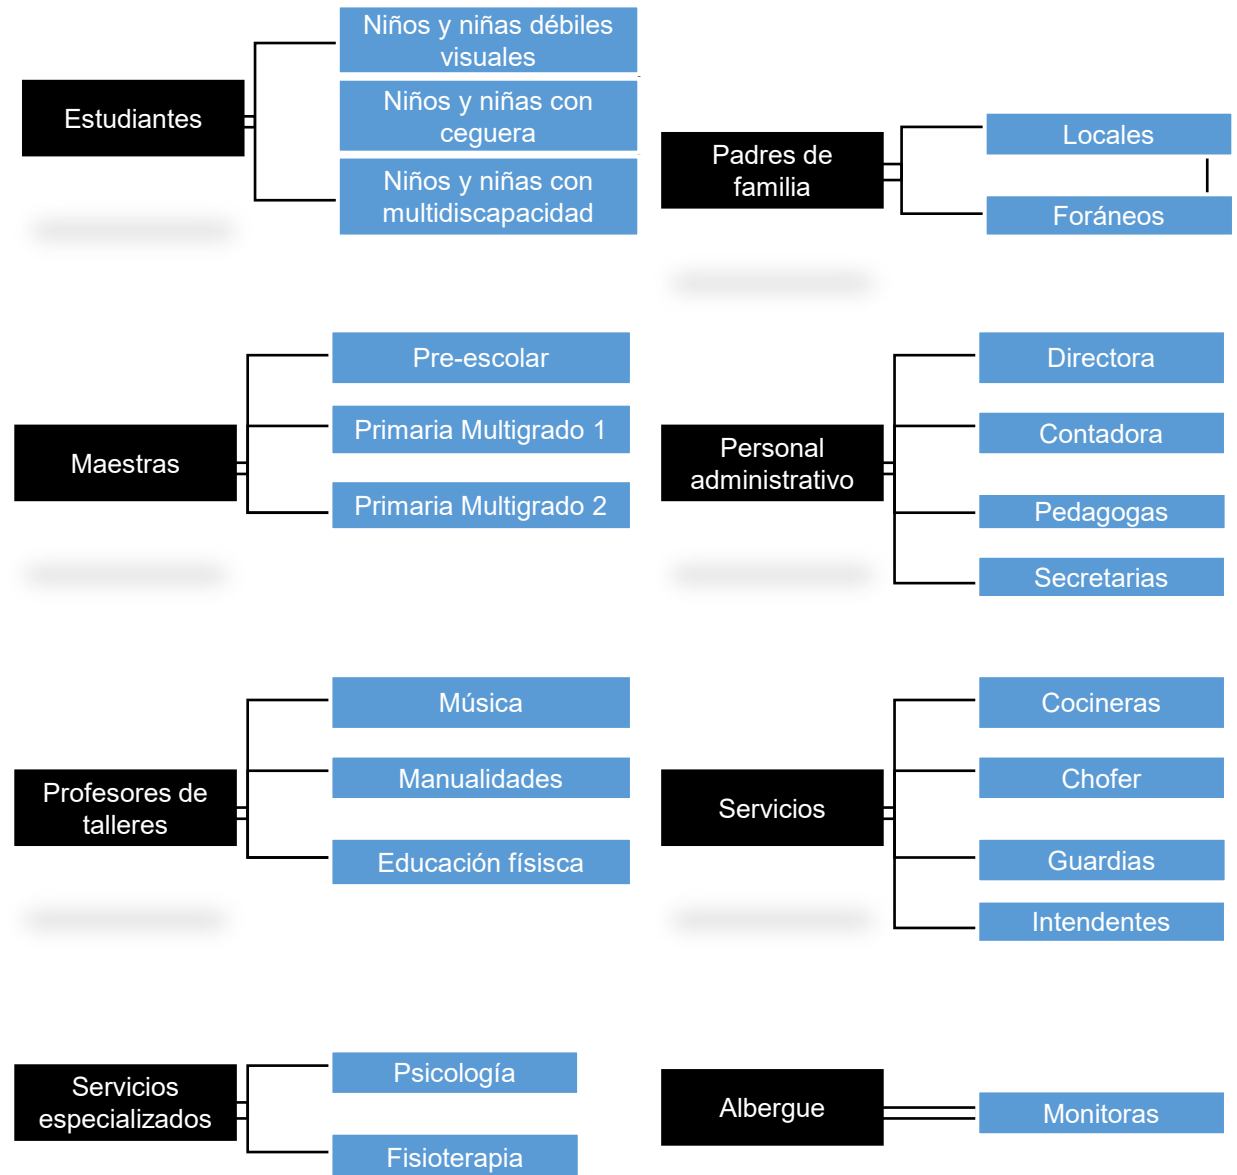 Estudiantes
Niños y niñas débiles
visuales
Niños y niñas con
ceguera
Niños y niñas con
multidiscapacidad
Padres de
familia
Locales
Foráneos
Maestras
Pre-escolar
Primaria Multigrado 1
Primaria Multigrado 2
Personal
administrativo
Directora
Contadora
Pedagogas
Secretarias
Profesores de
talleres
Música
Manualidades
Educación físisca
Servicios
Cocineras
Chofer
Guardias
Intendentes
Servicios
especializados
Psicología
Fisioterapia
Albergue
Monitoras